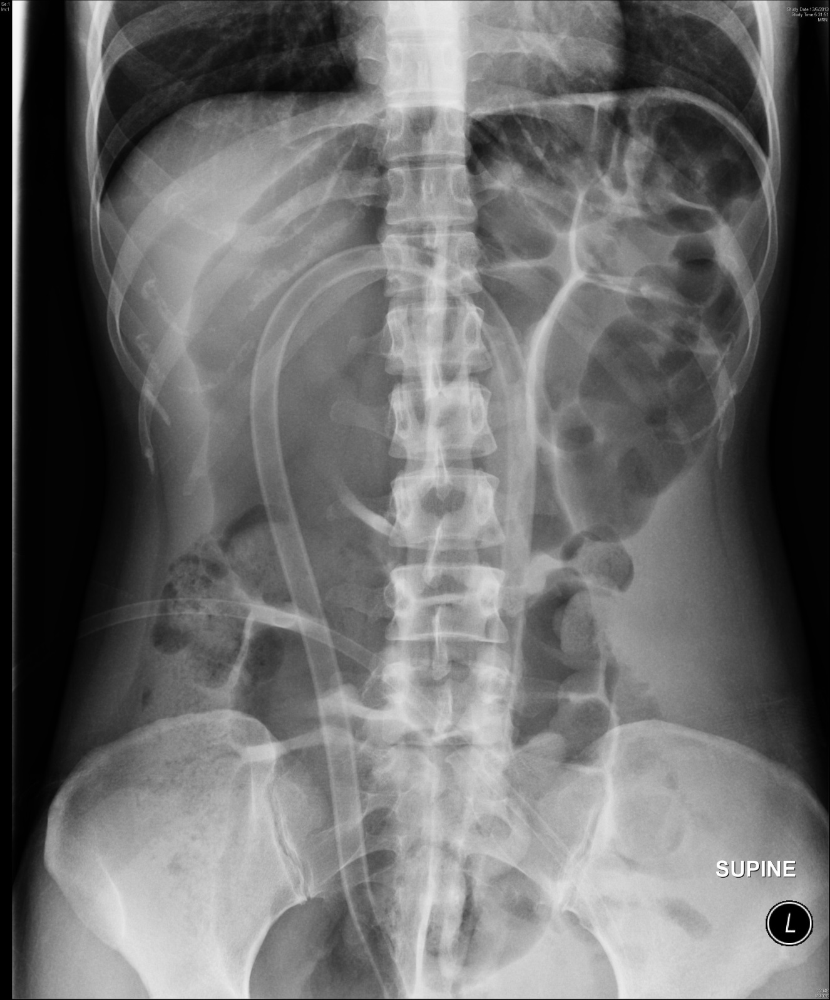 Se:1
Im:1
Study Date:13/6/2013
Study Time:5:31:51
MRN:
SUPINE
L